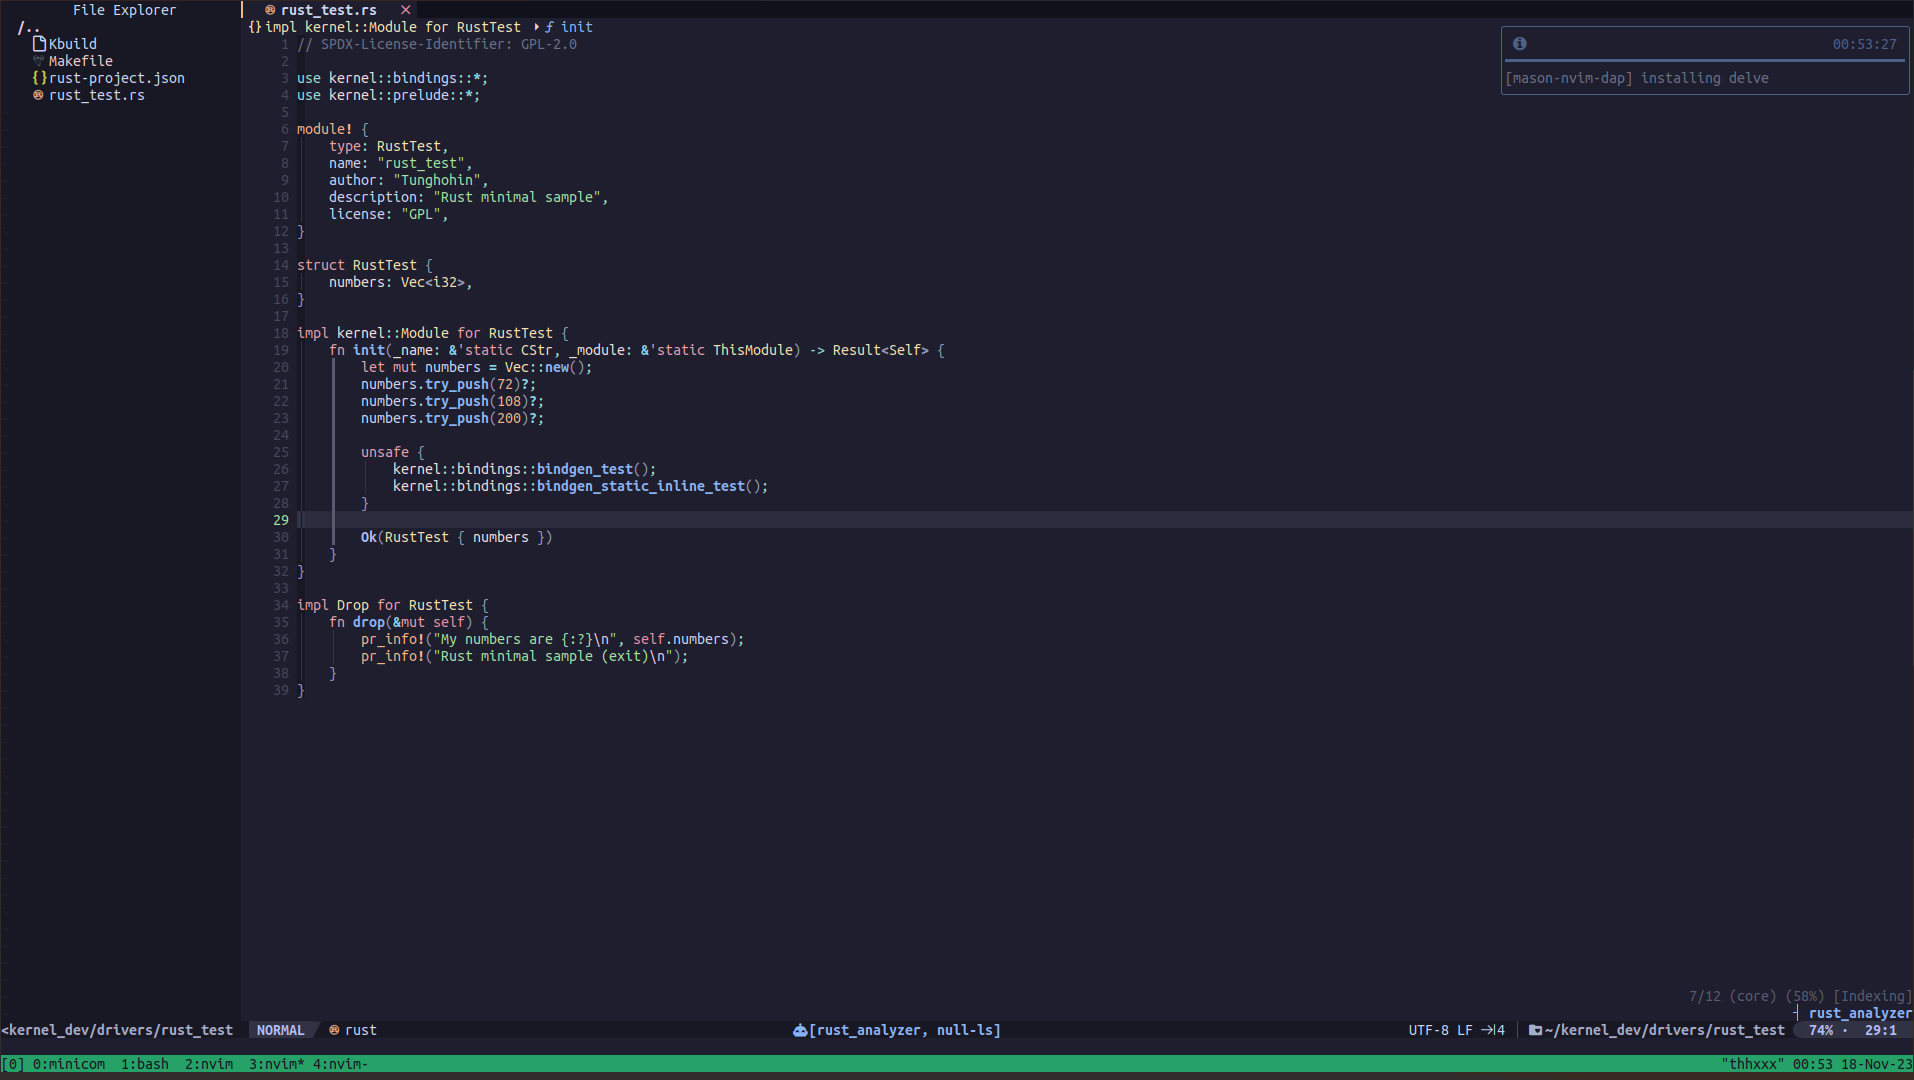 File Explorer
/..
Kbuild
Makefile
{}rust-project.json
rust_test.rs
rust_test.rs ✕
{}impl kernel::Module for RustTest ‣ ƒ init
1 // SPDX-License-Identifier: GPL-2.0
2
3 use kernel::bindings::*;
4 use kernel::prelude::*;
5
6 module! {
7     type: RustTest,
8     name: "rust_test",
9     author: "Tunghohin",
10     description: "Rust minimal sample",
11     license: "GPL",
12 }
13
14 struct RustTest {
15     numbers: Vec<i32>,
16 }
17
18 impl kernel::Module for RustTest {
19     fn init(_name: &'static CStr, _module: &'static ThisModule) -> Result<Self> {
20         let mut numbers = Vec::new();
21         numbers.try_push(72)?;
22         numbers.try_push(108)?;
23         numbers.try_push(200)?;
24
25         unsafe {
26             kernel::bindings::bindgen_test();
27             kernel::bindings::bindgen_static_inline_test();
28         }
29
30         Ok(RustTest { numbers })
31     }
32 }
33
34 impl Drop for RustTest {
35     fn drop(&mut self) {
36         pr_info!("My numbers are {:?}\n", self.numbers);
37         pr_info!("Rust minimal sample (exit)\n");
38     }
39 }
00:53:27
[mason-nvim-dap] installing delve
7/12 (core) (58%) [Indexing]
rust_analyzer
<kernel_dev/drivers/rust_test NORMAL rust [rust_analyzer, null-ls] UTF-8 LF →|4 ~/kernel_dev/drivers/rust_test 74% · 29:1
[0] 0:minicom 1:bash 2:nvim 3:nvim* 4:nvim- "thhxxx" 00:53 18-Nov-23